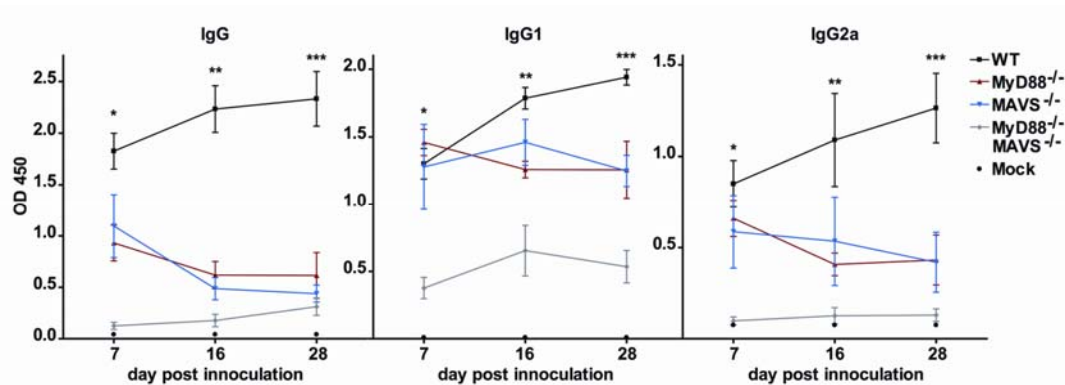 IgG
IgG1
IgG2a
OD 450
2.5
2.0
1.5
1.0
0.5
0.0
*
**
***
7
16
28
day post innoculation
2.0
1.5
1.0
0.5
*
**
***
7
16
28
day post innoculation
1.5
1.0
0.5
*
**
***
7
16
28
day post innoculation
WT
MyD88-/-
MAVS-/-
MyD88-/-
MAVS-/-
Mock